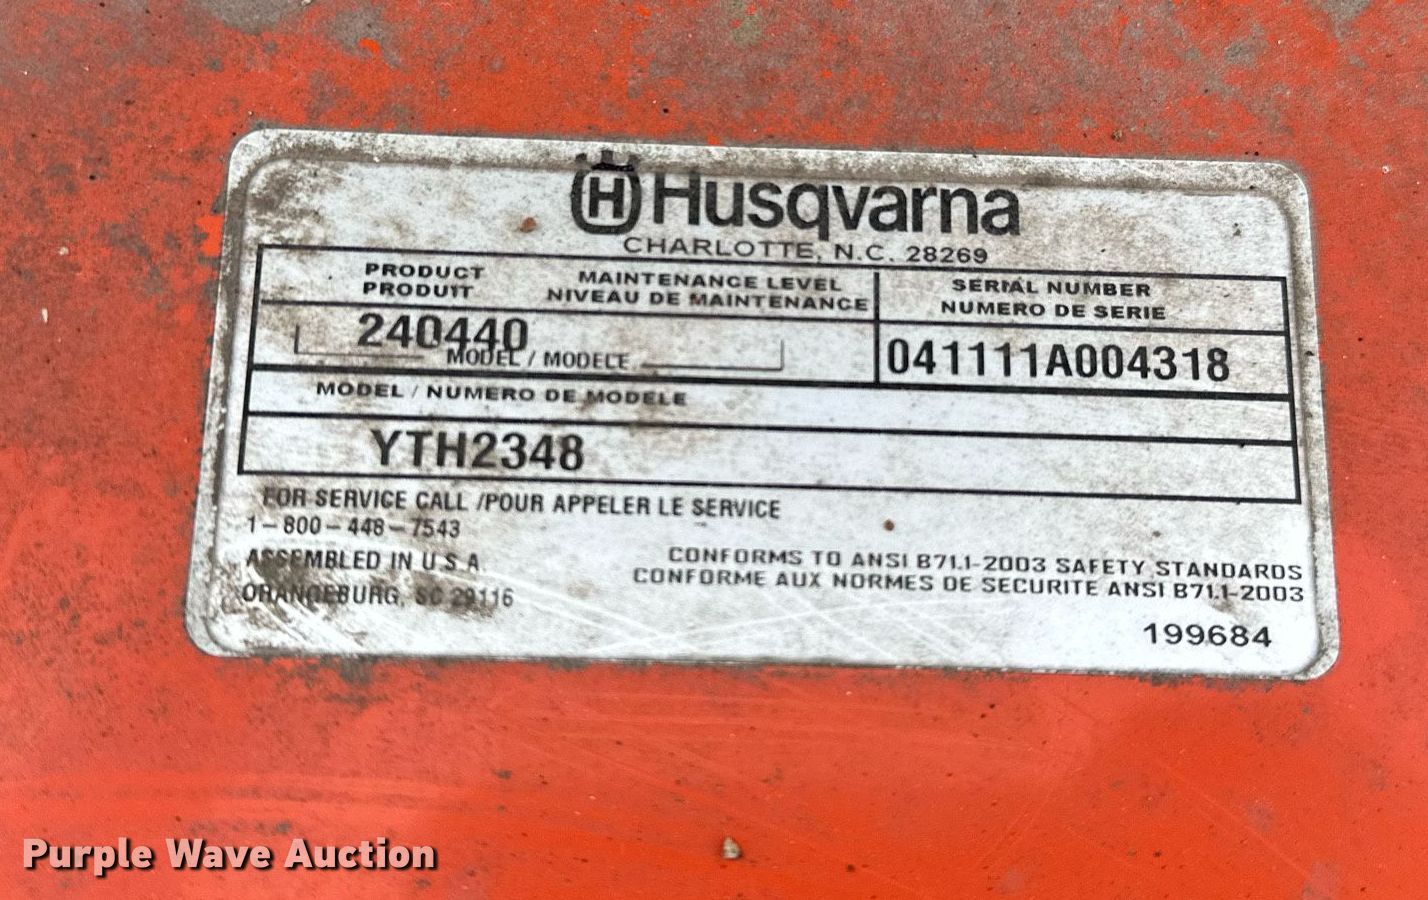 Husqvarna
CHARLOTTE, N.C. 28269
PRODUCT MAINTENANCE LEVEL SERIAL NUMBER
PRODUIT NIVEAU DE MAINTENANCE NUMERO DE SERIE
240440 041111A004318
MODEL / MODELE
MODEL / NUMERO DE MODELE
YTH2348
FOR SERVICE CALL /POUR APPELER LE SERVICE
1-800-448-7543
ASSEMBLED IN U S A
ORANGEBURG, SC 29116
CONFORMS TO ANSI B71.1-2003 SAFETY STANDARDS
CONFORME AUX NORMES DE SECURITE ANSI B71.1-2003
199684
Purple Wave Auction